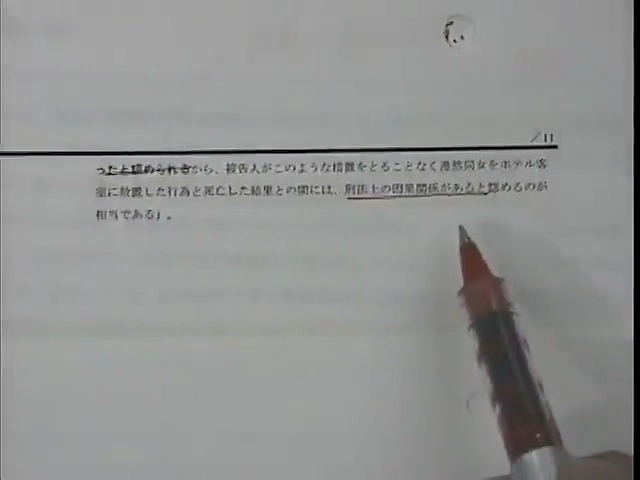 ／11
ったと認められるから、被告人がこのような措置をとることなく漫然同女をホテル客
室に放置した行為と死亡した結果との間には、刑法上の因果関係があると認めるのが
相当である」。